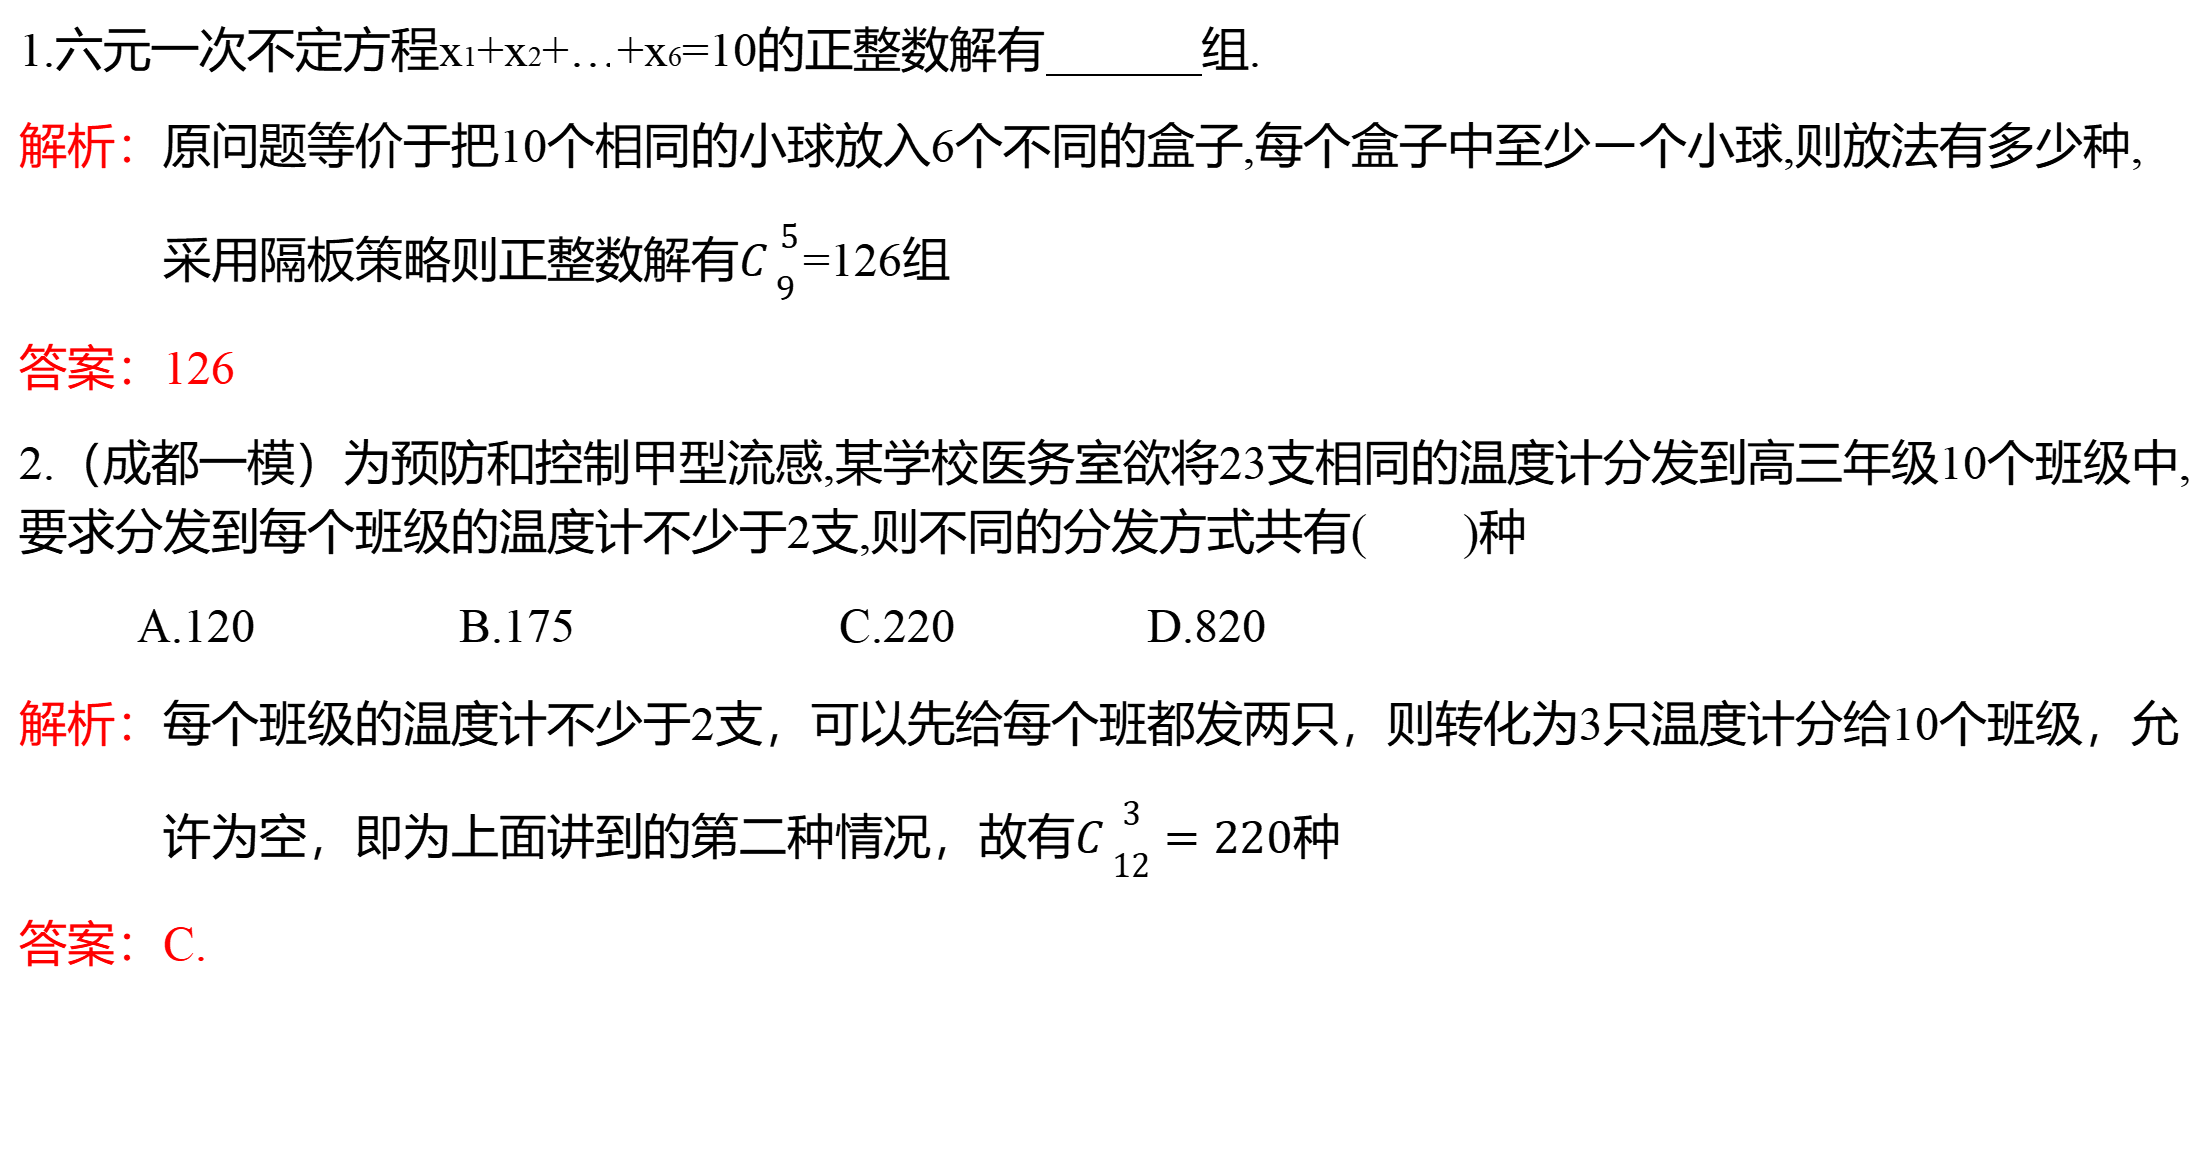 1.六元一次不定方程x₁+x₂+…+x₆=10的正整数解有______组.
解析：原问题等价于把10个相同的小球放入6个不同的盒子,每个盒子中至少一个小球,则放法有多少种,
采用隔板策略则正整数解有C⁵₉=126组
答案：126
2.（成都一模）为预防和控制甲型流感,某学校医务室欲将23支相同的温度计分发到高三年级10个班级中,
要求分发到每个班级的温度计不少于2支,则不同的分发方式共有(  )种
A.120 B.175 C.220 D.820
解析：每个班级的温度计不少于2支，可以先给每个班都发两只，则转化为3只温度计分给10个班级，允
许为空，即为上面讲到的第二种情况，故有C³₁₂ = 220种
答案：C.